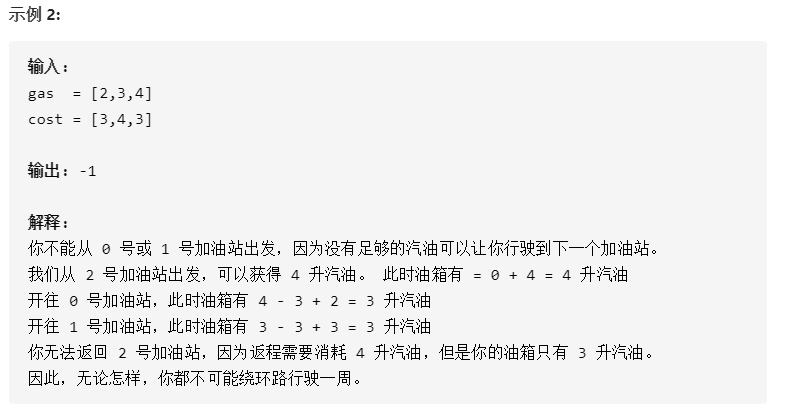 示例 2:
输入:
gas  = [2,3,4]
cost = [3,4,3]
输出: -1
解释:
你不能从 0 号或 1 号加油站出发，因为没有足够的汽油可以让你行驶到下一个加油站。
我们从 2 号加油站出发，可以获得 4 升汽油。 此时油箱有 = 0 + 4 = 4 升汽油
开往 0 号加油站，此时油箱有 4 - 3 + 2 = 3 升汽油
开往 1 号加油站，此时油箱有 3 - 3 + 3 = 3 升汽油
你无法返回 2 号加油站，因为返程需要消耗 4 升汽油，但是你的油箱只有 3 升汽油。
因此，无论怎样，你都不可能绕环路行驶一周。